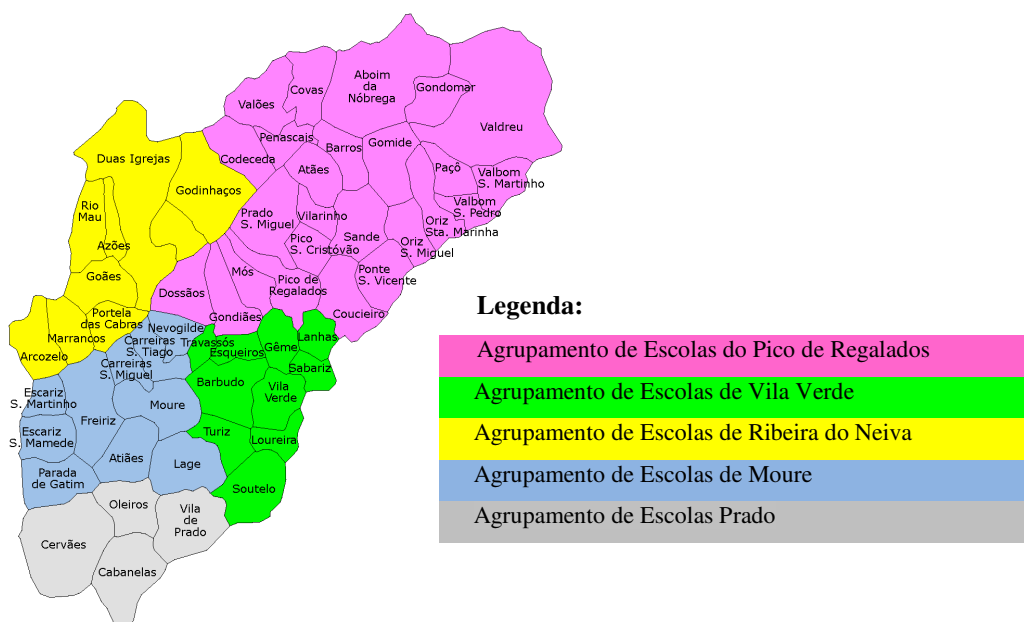 Aboim
da
Nóbrega
Covas
Gondomar
Valões
Valdreu
Penascais
Barros
Gomide
Duas Igrejas
Codeceda
Atães
Paçô
Valbom
S. Martinho
Godinhaços
Valbom
S. Pedro
Rio
Mau
Prado
S. Miguel
Vilarinho
Oriz
Sta. Marinha
Azões
Pico
S. Cristóvão
Sande
Oriz
S. Miguel
Goães
Mós
Ponte
S. Vicente
Dossãos
Pico de
Regalados
Portela
das Cabras
Gondiães
Coucieiro
Legenda:
Nevogilde
Marrancos
Carreiras
S. Tiago
Travassós
Esqueiros
Gême
Lanhas
Agrupamento de Escolas do Pico de Regalados
Arcozelo
Carreiras
S. Miguel
Sabariz
Barbudo
Vila
Verde
Agrupamento de Escolas de Vila Verde
Escariz
S. Martinho
Moure
Freiriz
Turiz
Loureira
Agrupamento de Escolas de Ribeira do Neiva
Escariz
S. Mamede
Atiães
Lage
Parada
de Gatim
Agrupamento de Escolas de Moure
Soutelo
Oleiros
Vila
de
Prado
Agrupamento de Escolas Prado
Cervães
Cabanelas